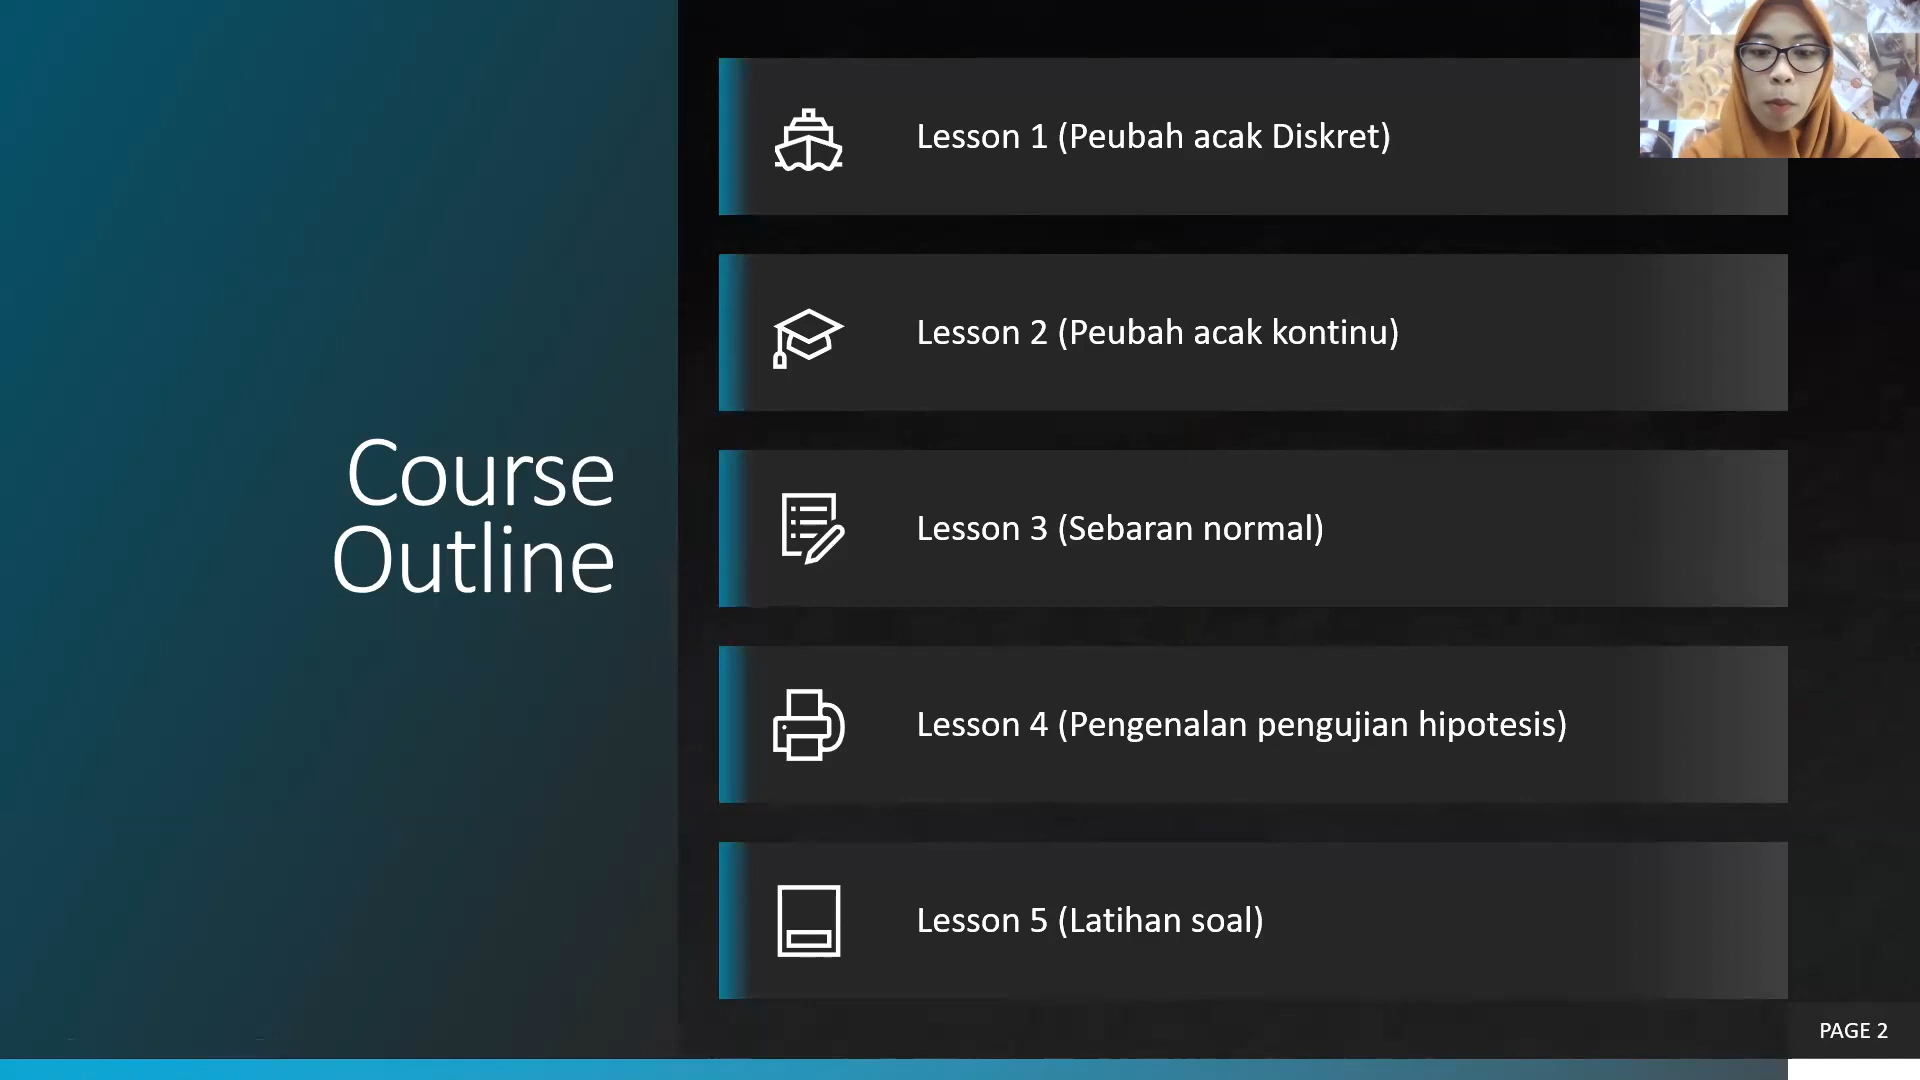 Course
Outline
Lesson 1 (Peubah acak Diskret)
Lesson 2 (Peubah acak kontinu)
Lesson 3 (Sebaran normal)
Lesson 4 (Pengenalan pengujian hipotesis)
Lesson 5 (Latihan soal)
PAGE 2